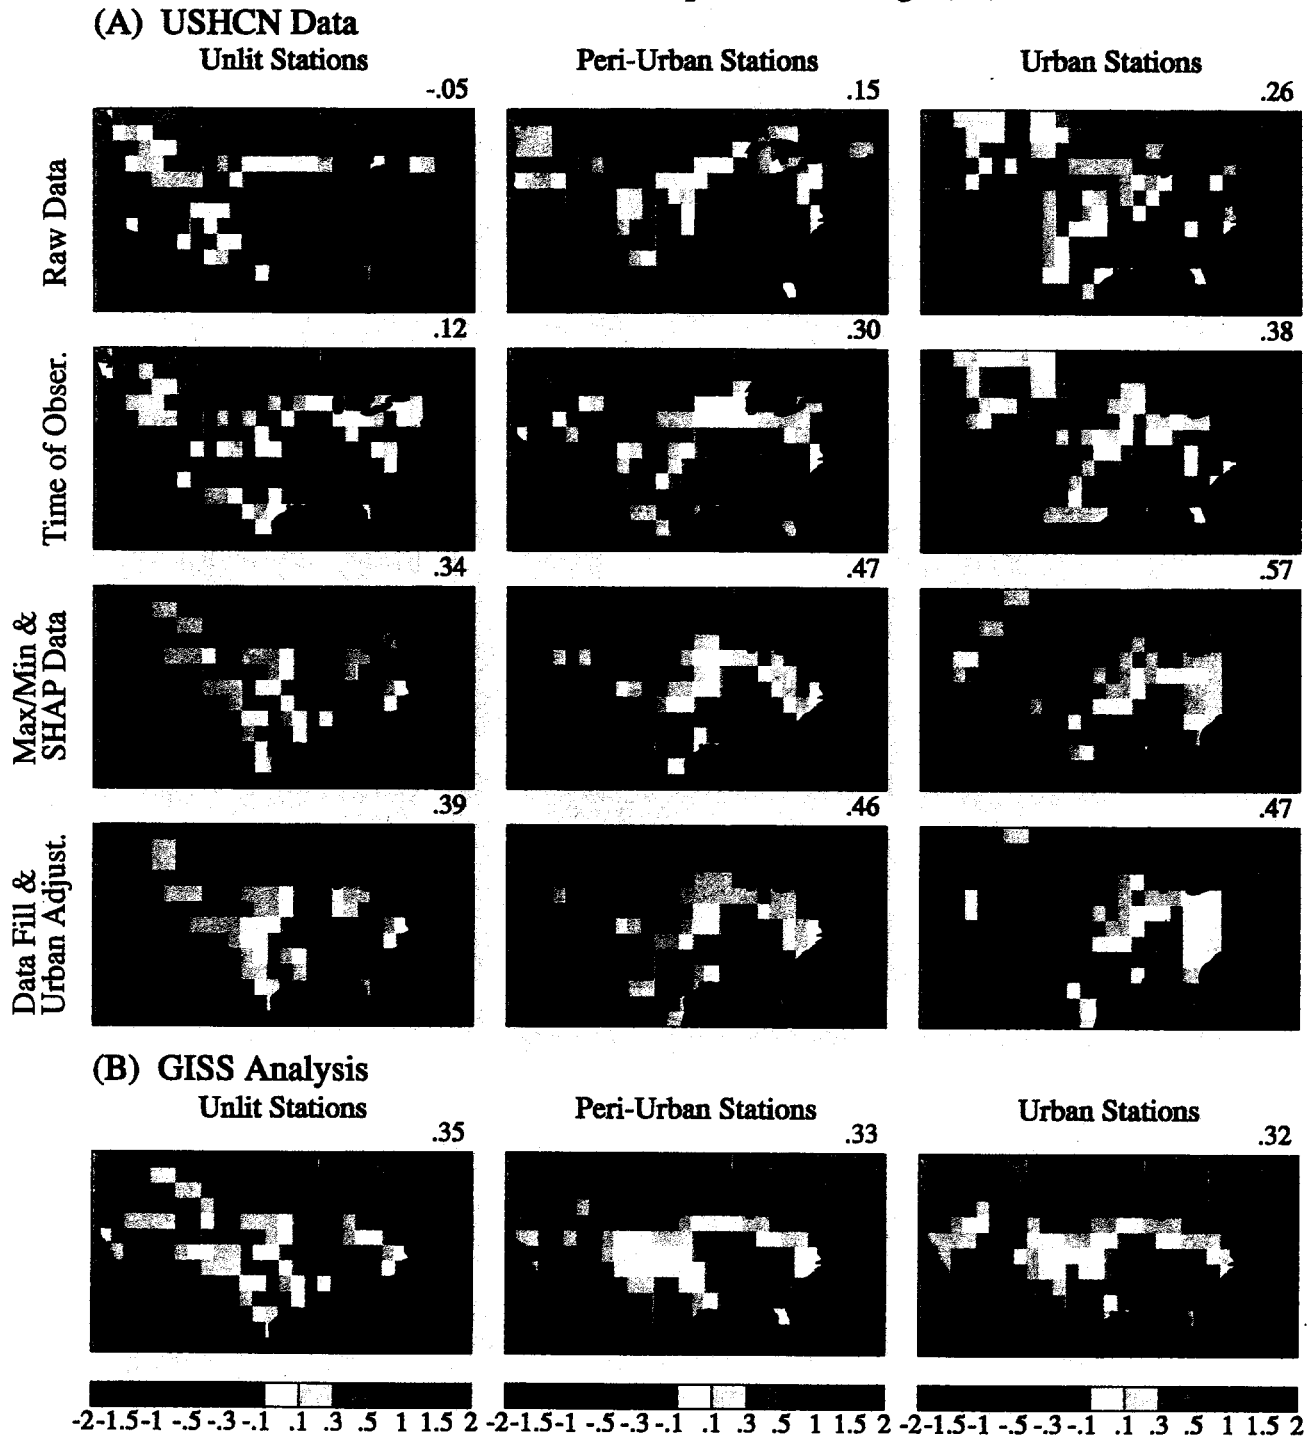 (A) USHCN Data
Unlit Stations Peri-Urban Stations Urban Stations
-.05 .15 .26
Raw Data
.12 .30 .38
Time of Obser.
.34 .47 .57
Max/Min &
SHAP Data
.39 .46 .47
Data Fill &
Urban Adjust.
(B) GISS Analysis
Unlit Stations Peri-Urban Stations Urban Stations
.35 .33 .32
-2 -1.5 -1 -.5 -.3 -.1 .1 .3 .5 1 1.5 2 -2 -1.5 -1 -.5 -.3 -.1 .1 .3 .5 1 1.5 2 -2 -1.5 -1 -.5 -.3 -.1 .1 .3 .5 1 1.5 2